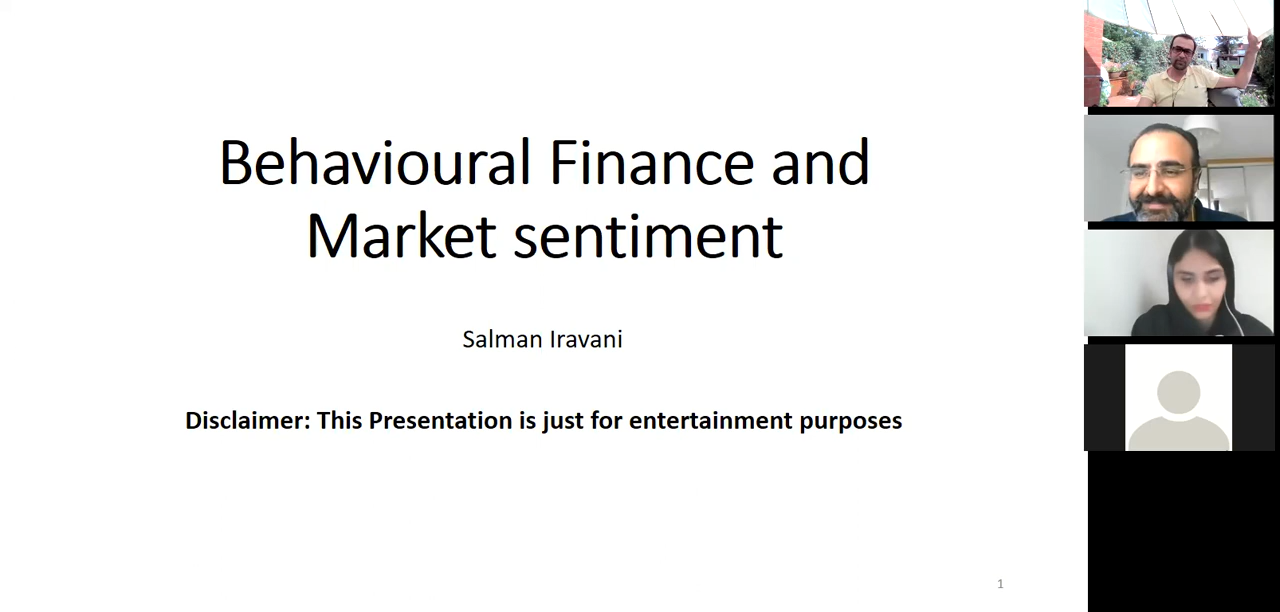 Behavioural Finance and
Market sentiment
Salman Iravani
Disclaimer: This Presentation is just for entertainment purposes
1